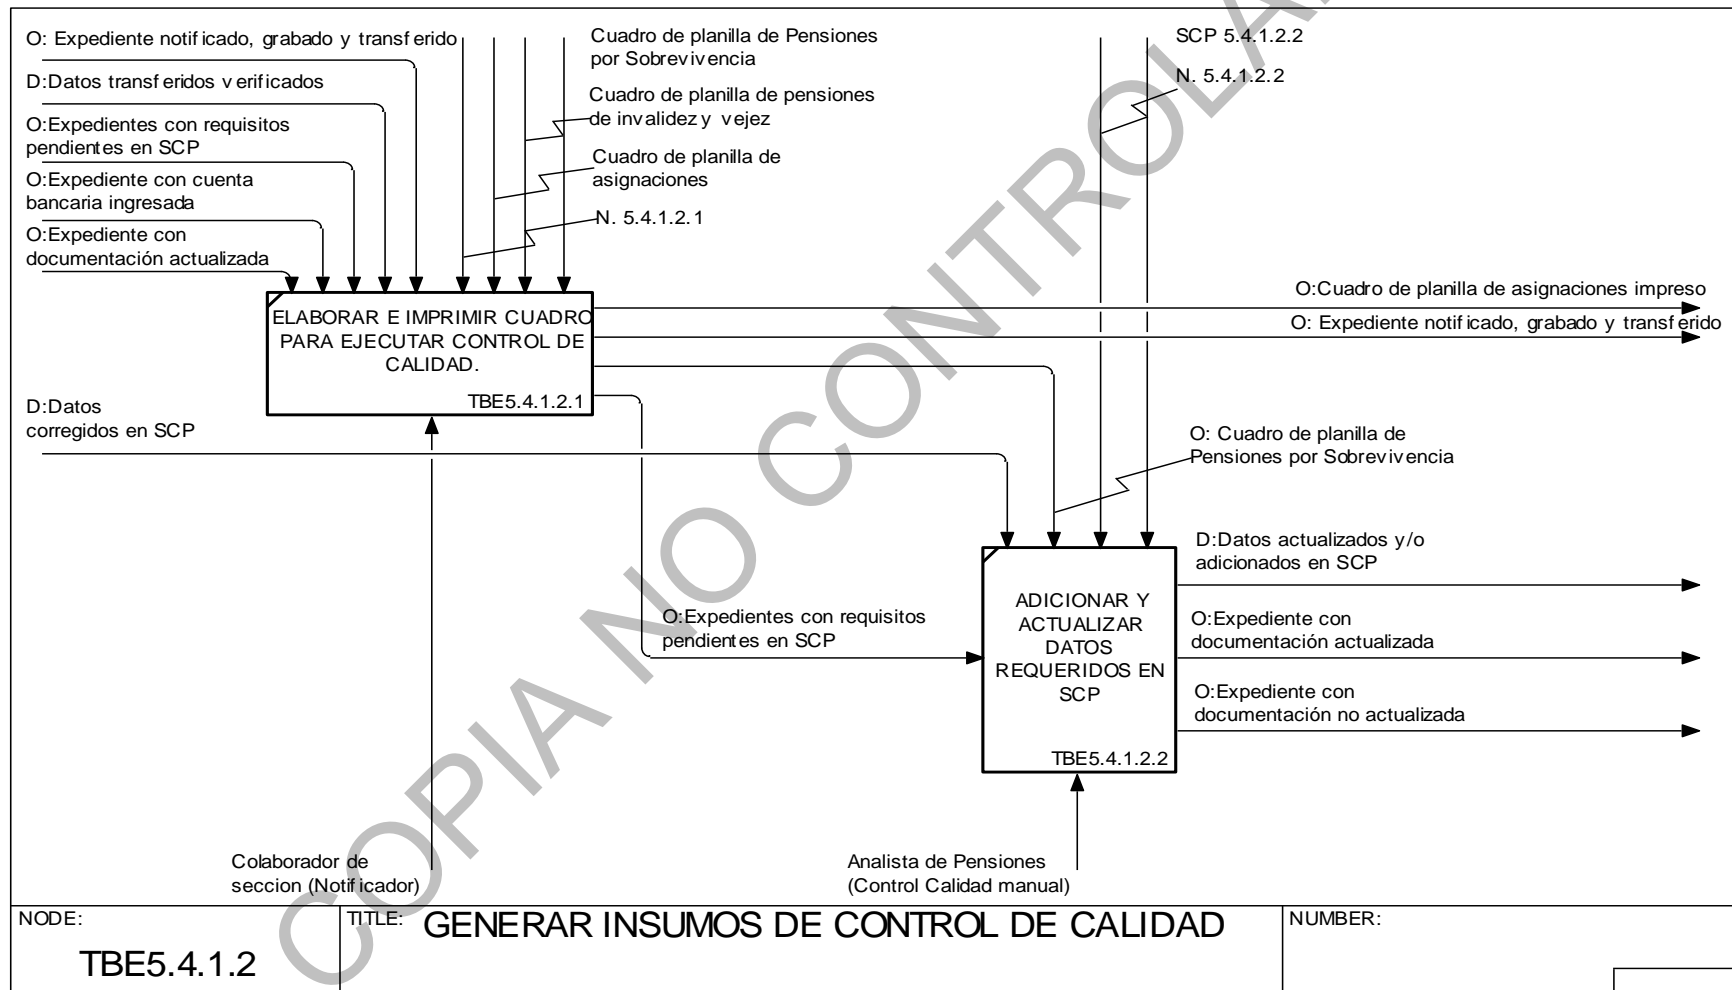 O: Expediente notificado, grabado y transferido
D:Datos transferidos verificados
O:Expedientes con requisitos
pendientes en SCP
O:Expediente con cuenta
bancaria ingresada
O:Expediente con
documentación actualizada
Cuadro de planilla de Pensiones
por Sobrevivencia
Cuadro de planilla de pensiones
de invalidez y vejez
Cuadro de planilla de
asignaciones
N. 5.4.1.2.1
SCP 5.4.1.2.2
N. 5.4.1.2.2
ELABORAR E IMPRIMIR CUADRO
PARA EJECUTAR CONTROL DE
CALIDAD.
TBE5.4.1.2.1
O:Cuadro de planilla de asignaciones impreso
O: Expediente notificado, grabado y transferido
D:Datos
corregidos en SCP
O: Cuadro de planilla de
Pensiones por Sobrevivencia
O:Expedientes con requisitos
pendientes en SCP
ADICIONAR Y
ACTUALIZAR
DATOS
REQUERIDOS EN
SCP
TBE5.4.1.2.2
D:Datos actualizados y/o
adicionados en SCP
O:Expediente con
documentación actualizada
O:Expediente con
documentación no actualizada
Colaborador de
seccion (Notificador)
Analista de Pensiones
(Control Calidad manual)
COPIA NO CONTROLA
NODE:
TBE5.4.1.2
TITLE: GENERAR INSUMOS DE CONTROL DE CALIDAD
NUMBER: